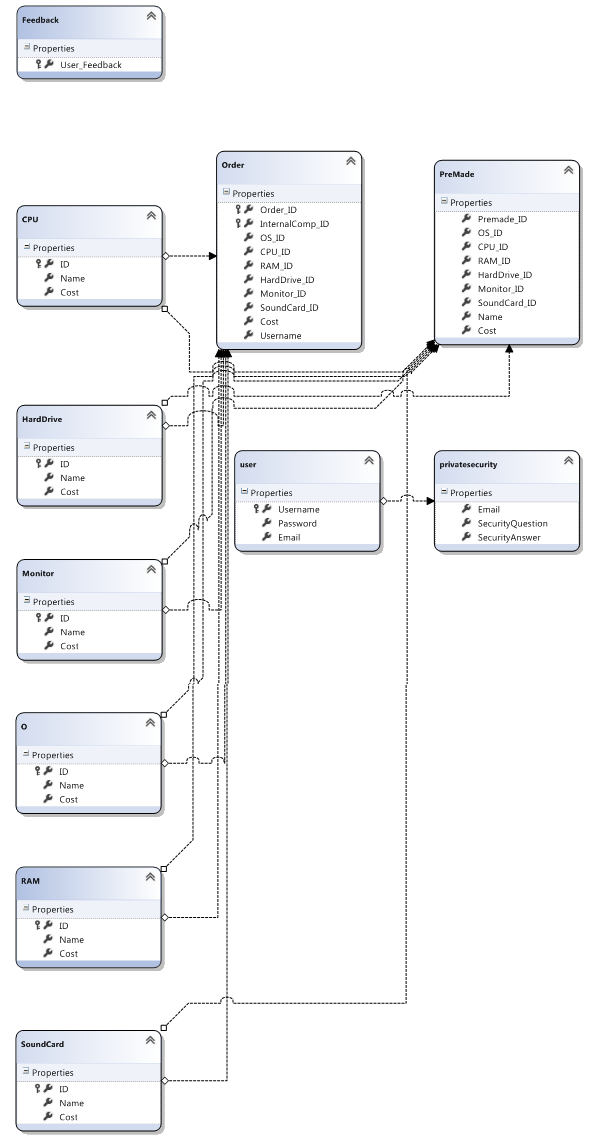 Feedback
Properties
User_Feedback
Order
Properties
Order_ID
InternalComp_ID
OS_ID
CPU_ID
RAM_ID
HardDrive_ID
Monitor_ID
SoundCard_ID
Cost
Username
PreMade
Properties
Premade_ID
OS_ID
CPU_ID
RAM_ID
HardDrive_ID
Monitor_ID
SoundCard_ID
Name
Cost
CPU
Properties
ID
Name
Cost
HardDrive
Properties
ID
Name
Cost
user
Properties
Username
Password
Email
privatesecurity
Properties
Email
SecurityQuestion
SecurityAnswer
Monitor
Properties
ID
Name
Cost
O
Properties
ID
Name
Cost
RAM
Properties
ID
Name
Cost
SoundCard
Properties
ID
Name
Cost